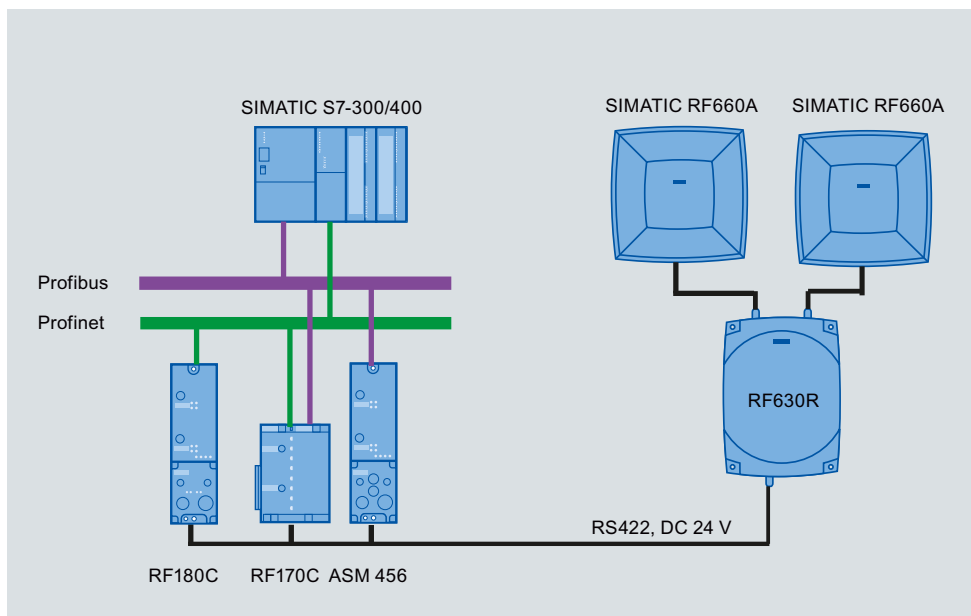 SIMATIC S7-300/400
SIMATIC RF660A
SIMATIC RF660A
Profibus
Profinet
RF630R
RS422, DC 24 V
RF180C
RF170C
ASM 456